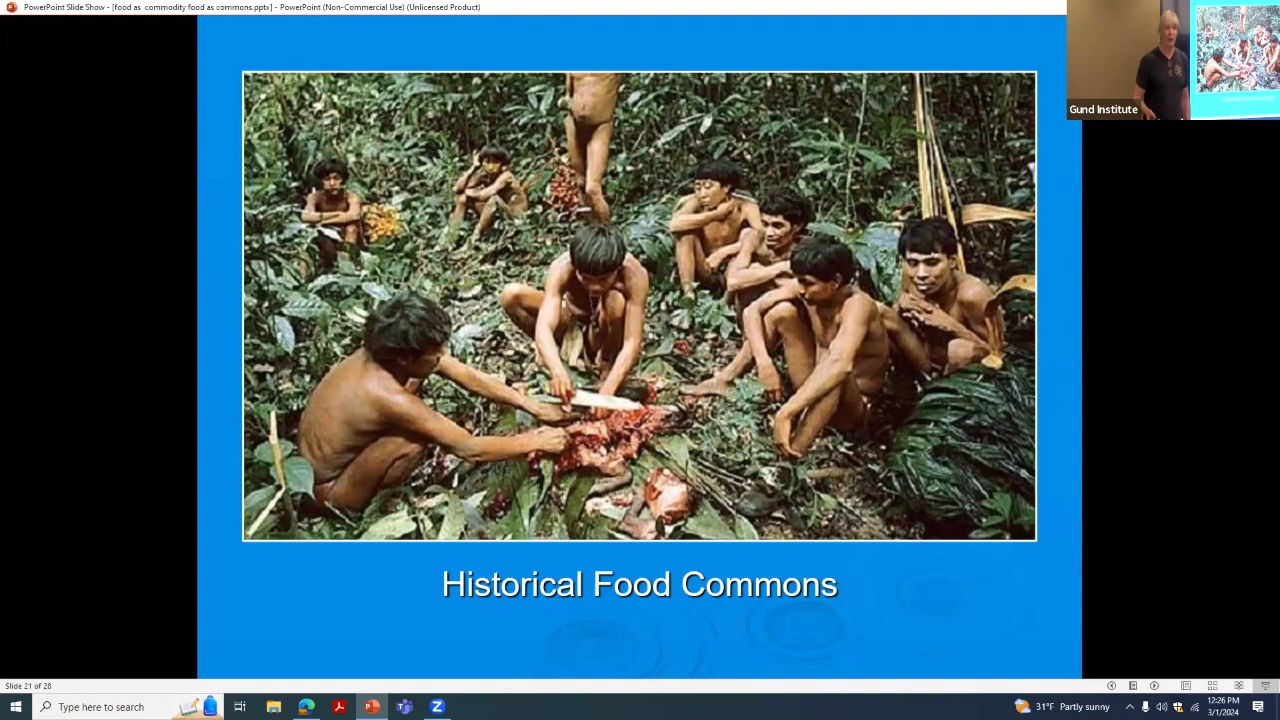 PowerPoint Slide Show - [food as  commodity food as commons.pptx] - PowerPoint (Non-Commercial Use) (Unlicensed Product)
Gund Institute
Historical Food Commons
Slide 21 of 28
Type here to search
31°F Partly sunny
12:26 PM
3/1/2024